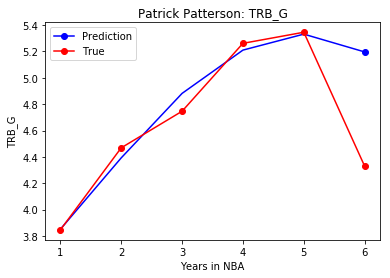 Patrick Patterson: TRB_G
Prediction
True
TRB_G
5.4
5.2
5.0
4.8
4.6
4.4
4.2
4.0
3.8
1 2 3 4 5 6
Years in NBA